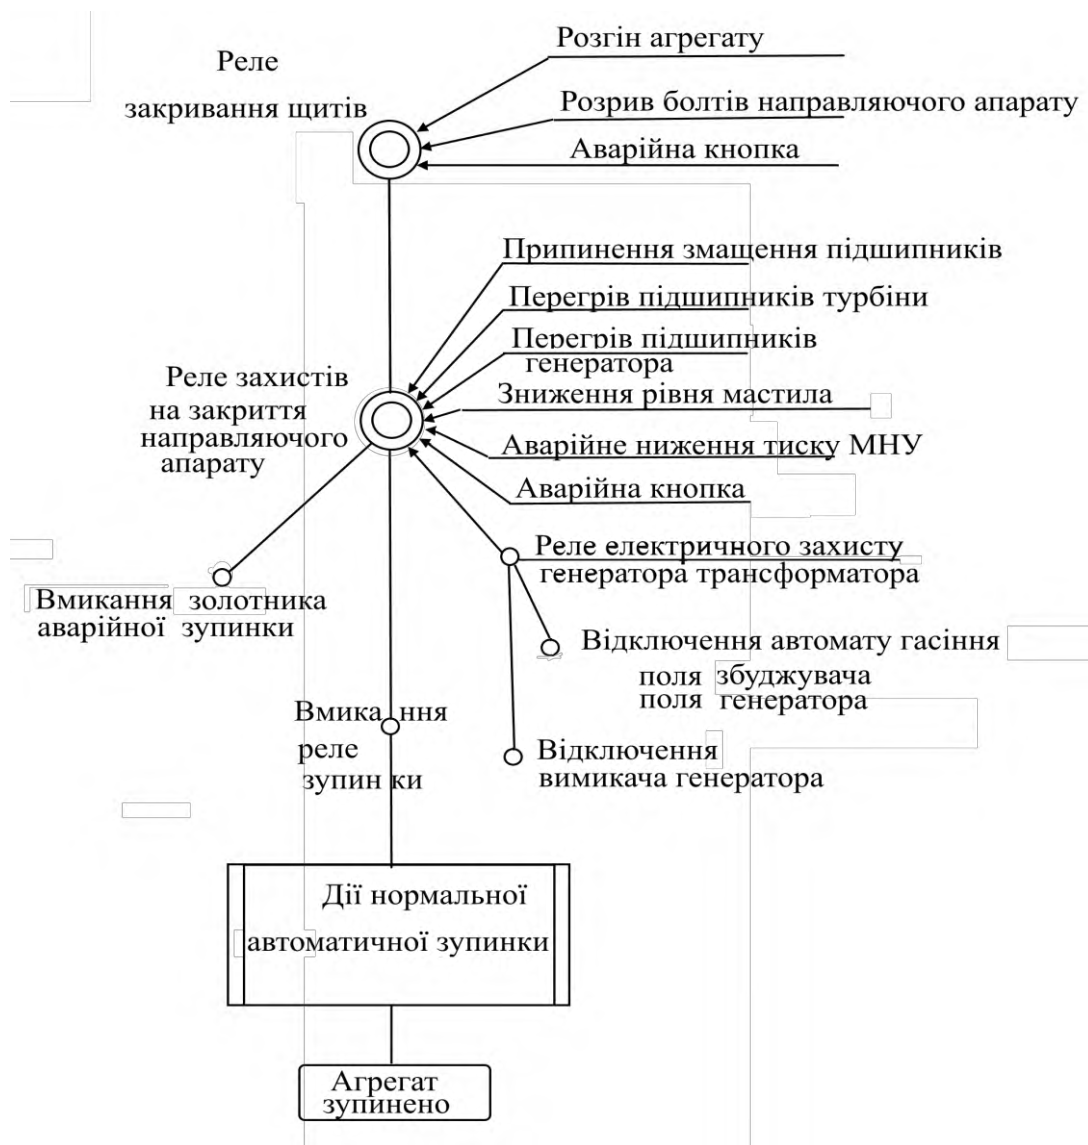 Розгін агрегату
Реле
закривання щитів
Розрив болтів направляючого апарату
Аварійна кнопка
Припинення змащення підшипників
Перегрів підшипників турбіни
Перегрів підшипників
генератора
Реле захистів
на закриття
направляючого
апарату
Зниження рівня мастила
Аварійне ниження тиску МНУ
Аварійна кнопка
Реле електричного захисту
генератора трансформатора
Вмикання золотника
аварійної зупинки
Відключення автомату гасіння
поля збуджувача
поля генератора
Вмика ння
реле
зупин ки
Відключення
вимикача генератора
Дії нормальної
автоматичної зупинки
Агрегат
зупинено